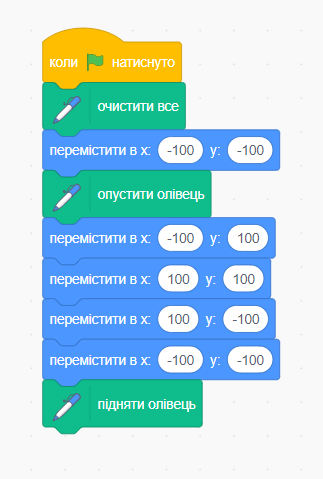 коли натиснуто
очистити все
перемістити в x: -100 y: -100
опустити олівець
перемістити в x: -100 y: 100
перемістити в x: 100 y: 100
перемістити в x: 100 y: -100
перемістити в x: -100 y: -100
підняти олівець